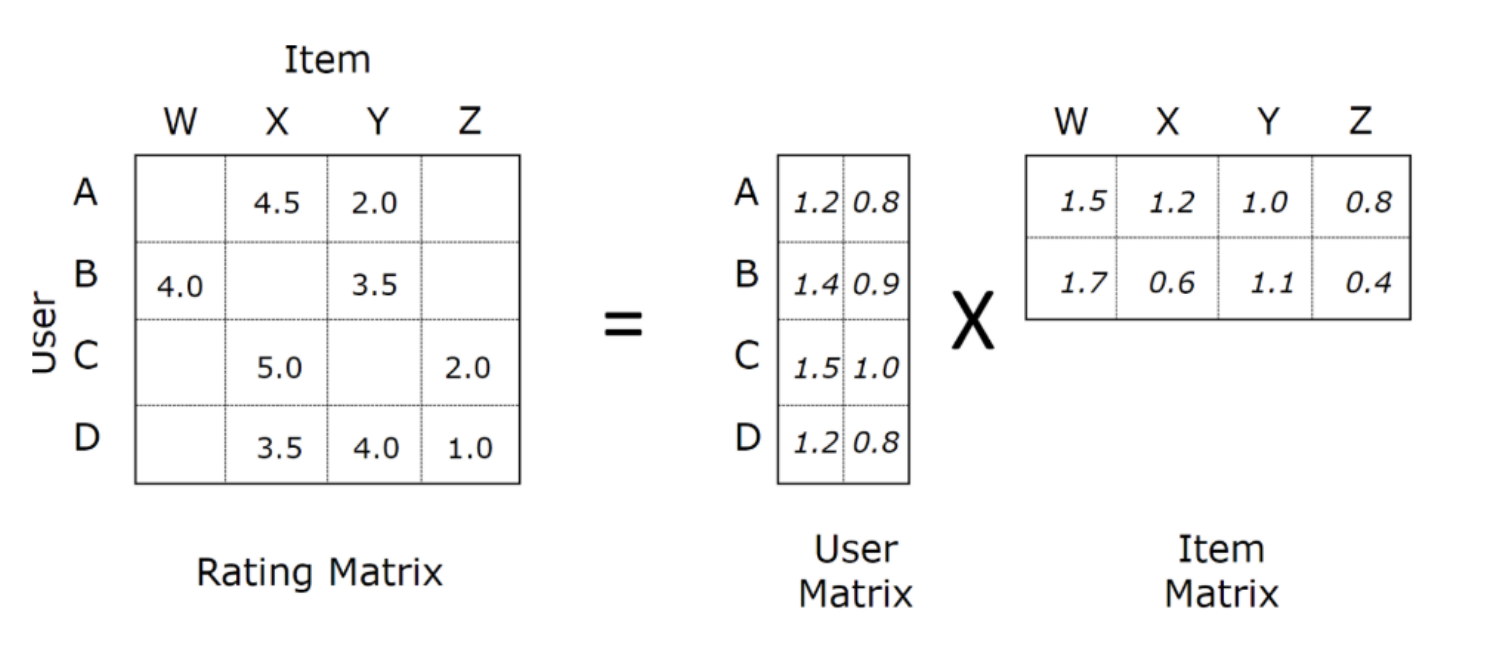 Item
W X Y Z W X Y Z
A 4.5 2.0 A 1.2 0.8 1.5 1.2 1.0 0.8
B 4.0 3.5 B 1.4 0.9 1.7 0.6 1.1 0.4
User
= X
C 5.0 2.0 C 1.5 1.0
D 3.5 4.0 1.0 D 1.2 0.8
Rating Matrix
User
Matrix
Item
Matrix